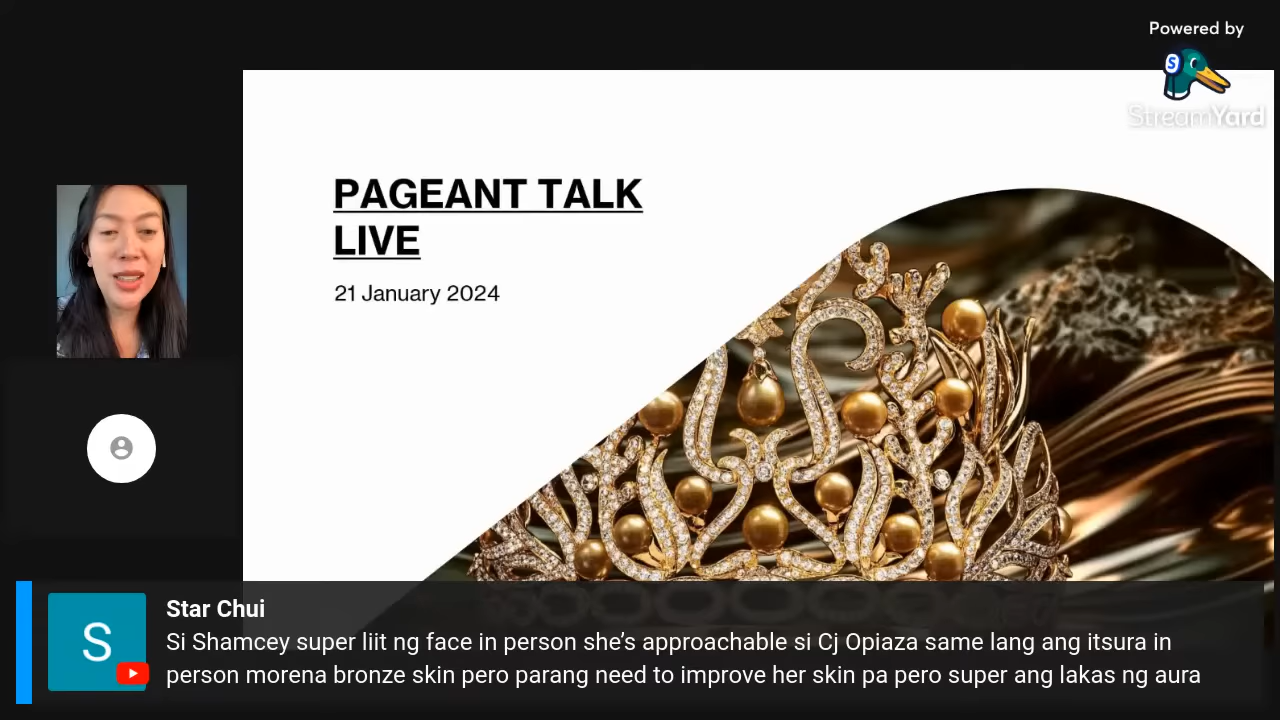 Powered by
StreamYard
PAGEANT TALK
LIVE
21 January 2024
S
S
Star Chui
Si Shamcey super liit ng face in person she’s approachable si Cj Opiaza same lang ang itsura in
person morena bronze skin pero parang need to improve her skin pa pero super ang lakas ng aura